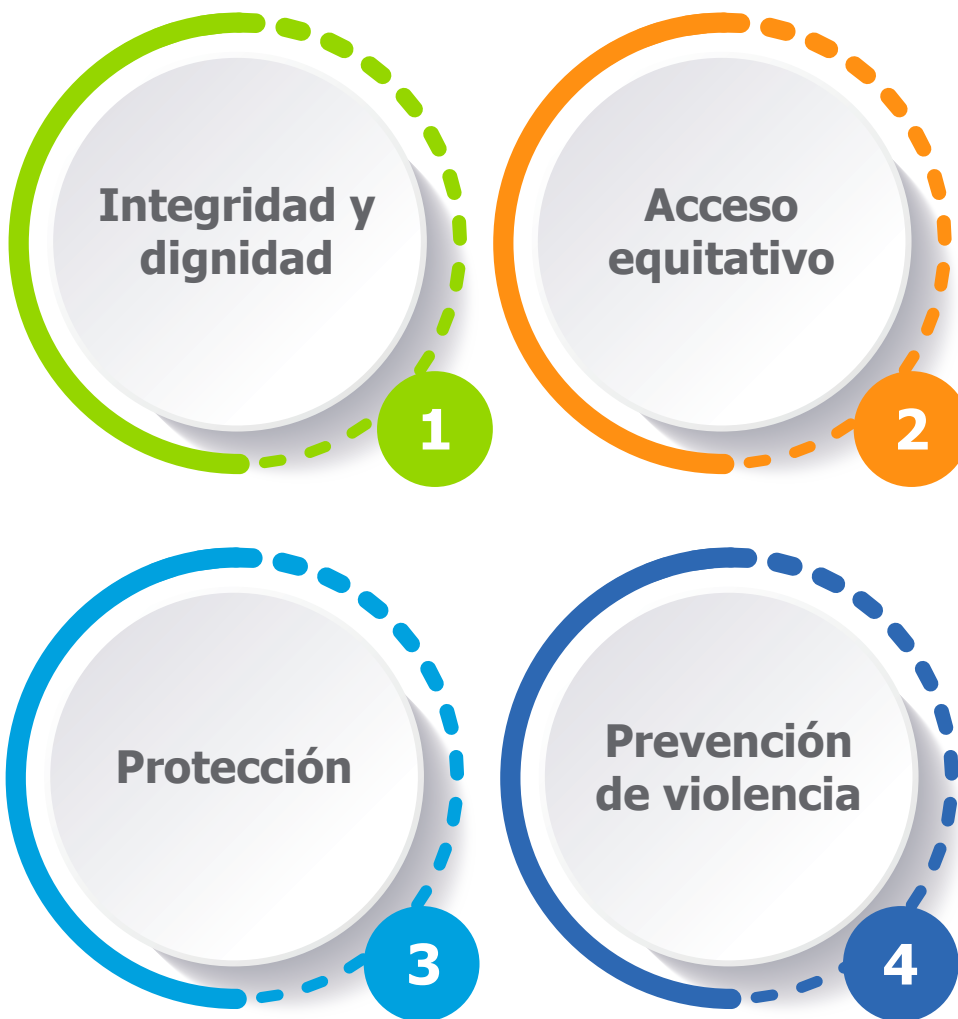 Integridad y
dignidad
1
Acceso
equitativo
2
Protección
3
Prevención
de violencia
4